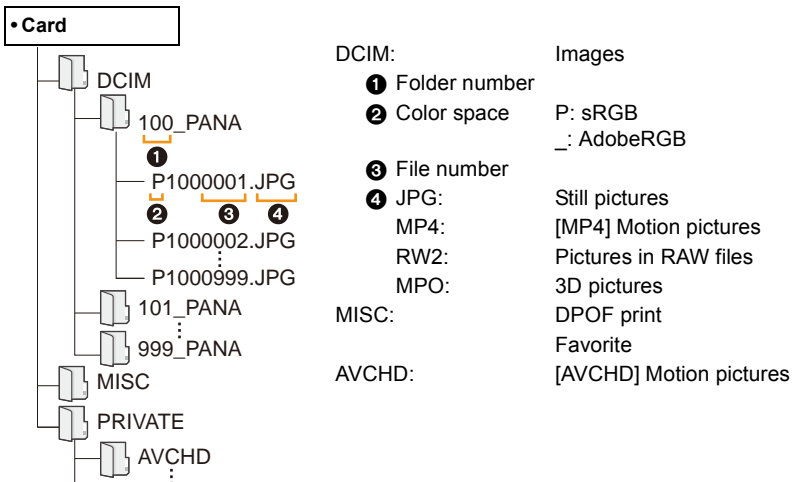 • Card
DCIM
100_PANA
❶
P1000001.JPG
❷ ❸ ❹
P1000002.JPG
P1000999.JPG
101_PANA
999_PANA
MISC
PRIVATE
AVCHD
DCIM: Images
❶ Folder number
❷ Color space P: sRGB
_: AdobeRGB
❸ File number
❹ JPG: Still pictures
MP4: [MP4] Motion pictures
RW2: Pictures in RAW files
MPO: 3D pictures
MISC: DPOF print
Favorite
AVCHD: [AVCHD] Motion pictures